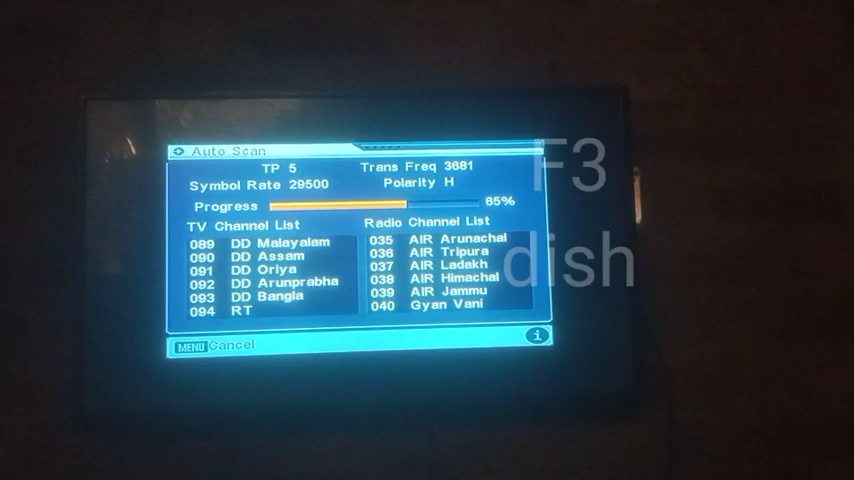 Auto Scan
TP 5 Trans Freq 3681
Symbol Rate 29500 Polarity H
Progress 65%
TV Channel List Radio Channel List
089 DD Malayalam 035 AIR Arunachal
090 DD Assam 036 AIR Tripura
091 DD Oriya 037 AIR Ladakh
092 DD Arunprabha 038 AIR Himachal
093 DD Bangla 039 AIR Jammu
094 RT 040 Gyan Vani
MENU Cancel i
F3
dish